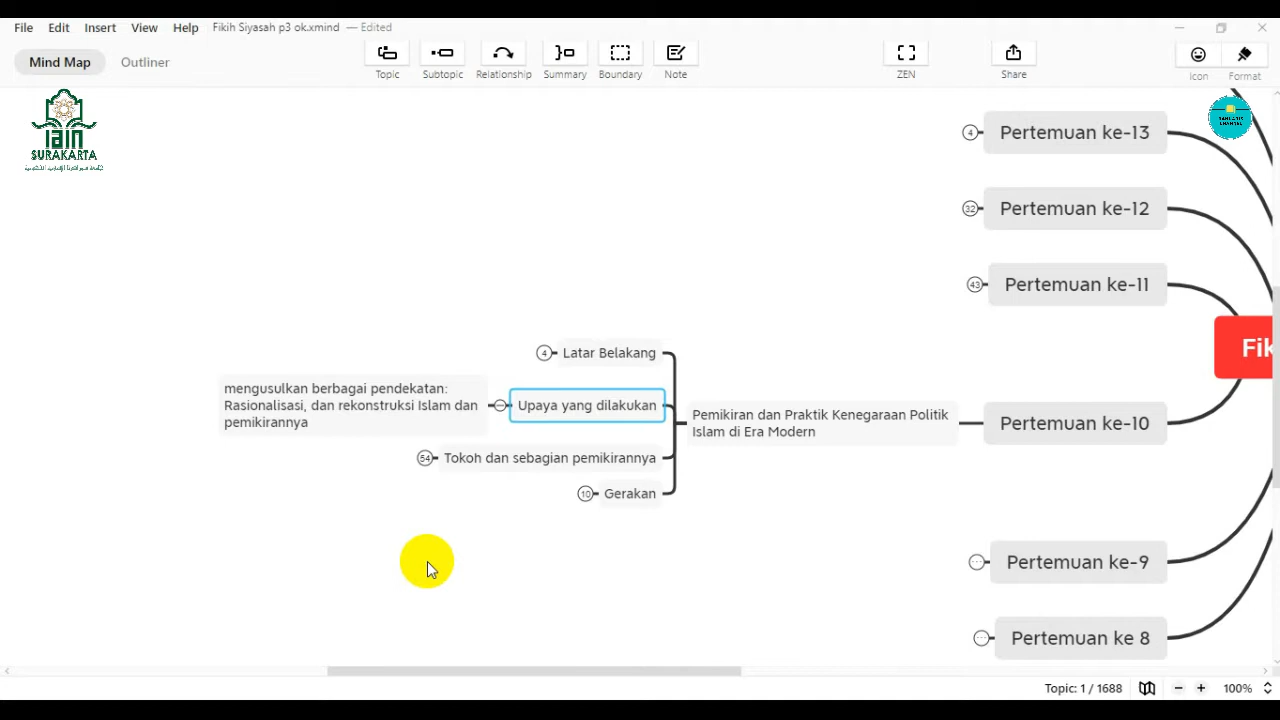 File Edit Insert View Help Fikih Siyasah p3 ok.xmind — Edited
Mind Map Outliner
Topic Subtopic Relationship Summary Boundary Note ZEN Share Icon Format
iain
SURAKARTA
4 Pertemuan ke-13
32 Pertemuan ke-12
43 Pertemuan ke-11
Fik
4 Latar Belakang
mengusulkan berbagai pendekatan:
Rasionalisasi, dan rekonstruksi Islam dan
pemikirannya
Upaya yang dilakukan
Pemikiran dan Praktik Kenegaraan Politik
Islam di Era Modern
Pertemuan ke-10
54 Tokoh dan sebagian pemikirannya
10 Gerakan
Pertemuan ke-9
Pertemuan ke 8
Topic: 1 / 1688 100%